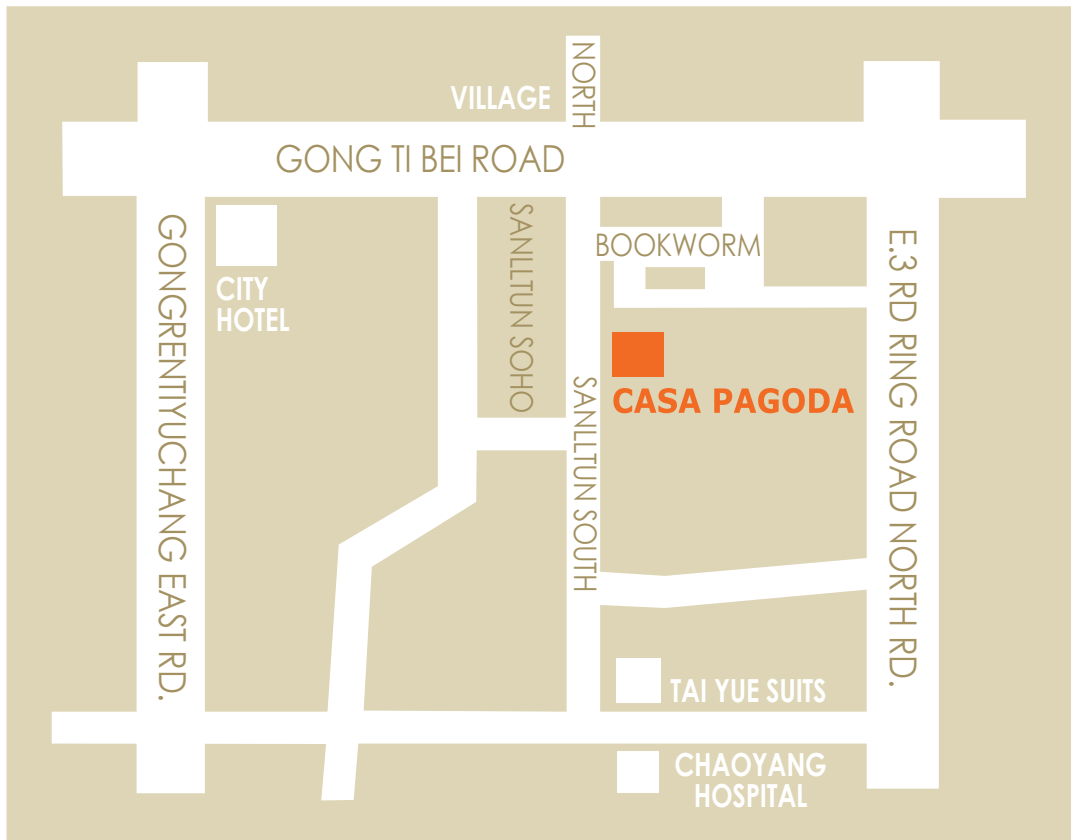 NORTH
VILLAGE
GONG TI BEI ROAD
SANLLTUN SOHO
GONGRENTIYUCHANG EAST RD.
BOOKWORM
E.3 RD RING ROAD NORTH RD.
CITY
HOTEL
SANLLTUN SOUTH
CASA PAGODA
TAI YUE SUITS
CHAOYANG
HOSPITAL